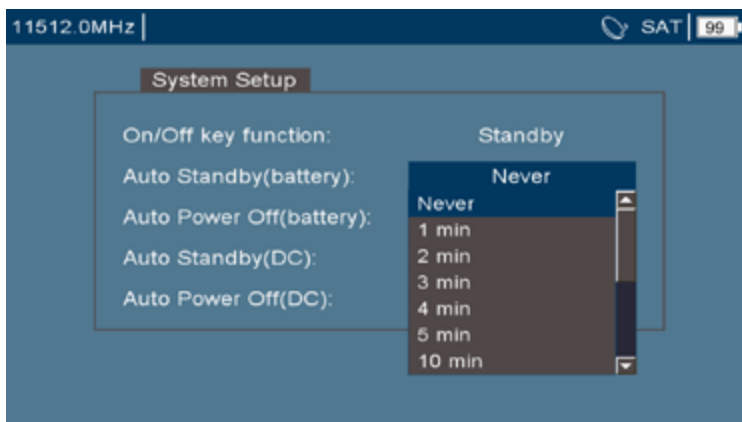 11512.0MHz SAT 99
System Setup
On/Off key function: Standby
Auto Standby(battery): Never
Never
Auto Power Off(battery):
1 min
2 min
Auto Standby(DC):
3 min
Auto Power Off(DC):
4 min
5 min
10 min